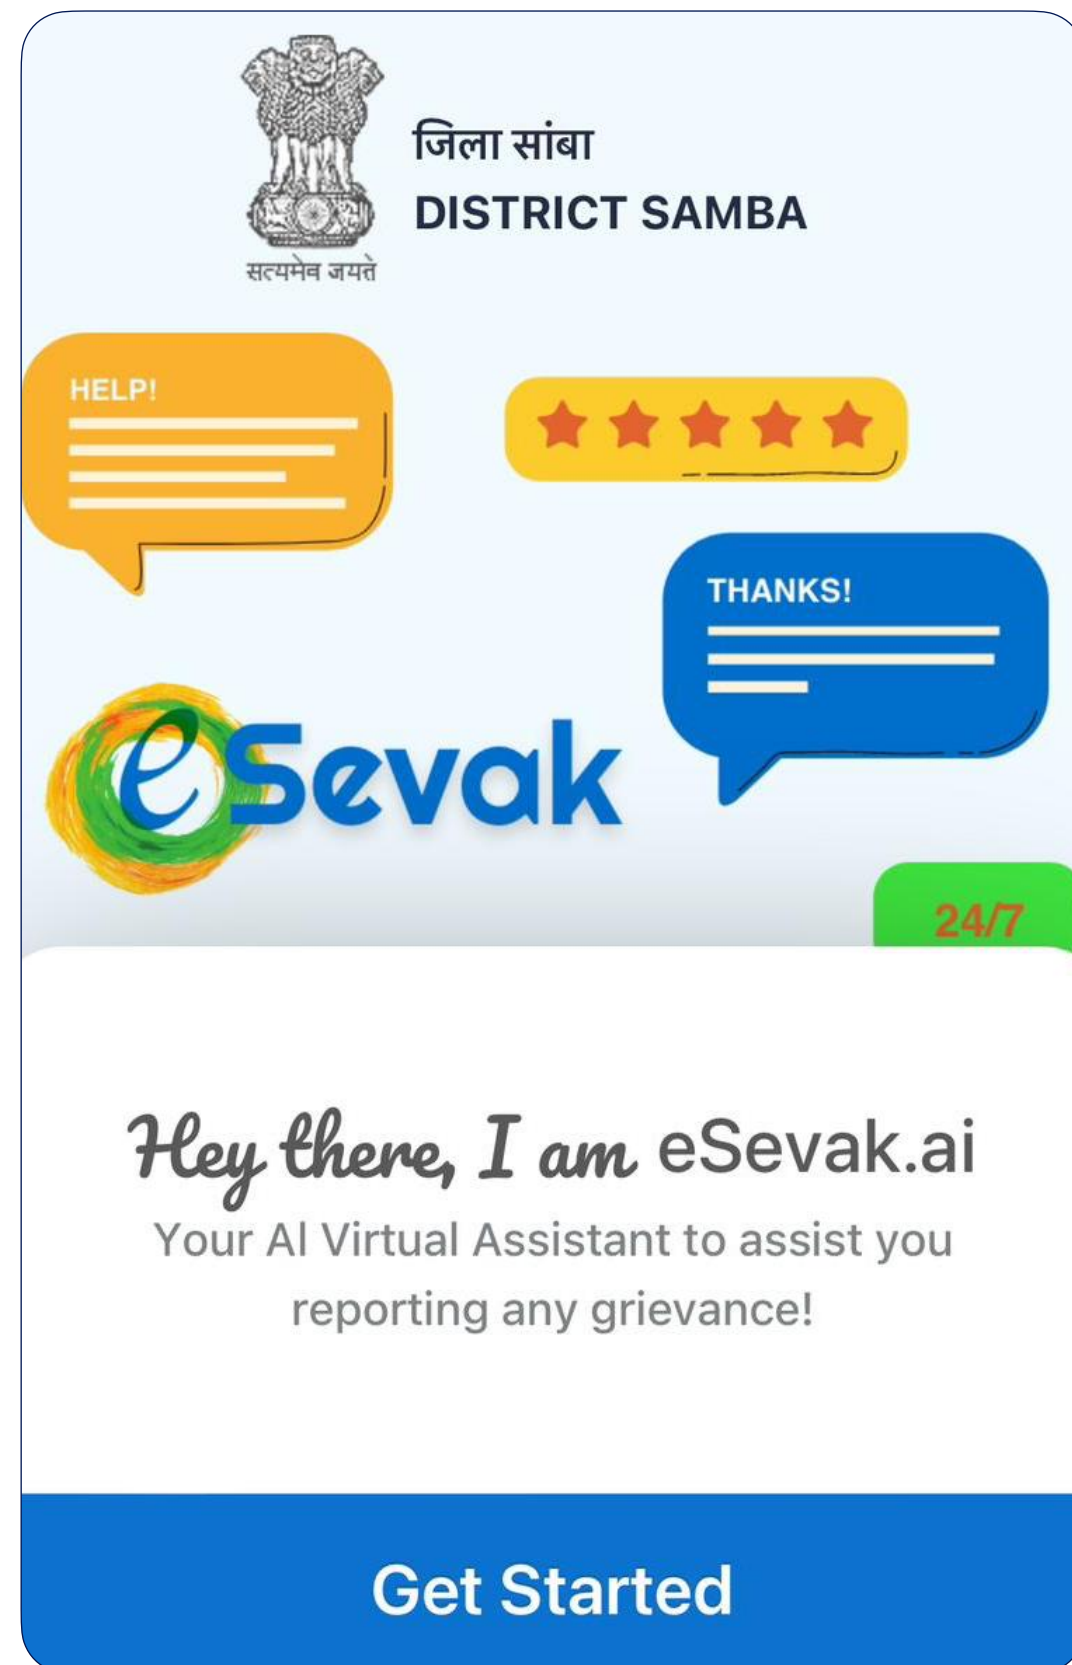 जिला सांबा
DISTRICT SAMBA
सत्यमेव जयते
HELP!
THANKS!
eSevak
24/7
Hey there, I am eSevak.ai
Your AI Virtual Assistant to assist you
reporting any grievance!
Get Started